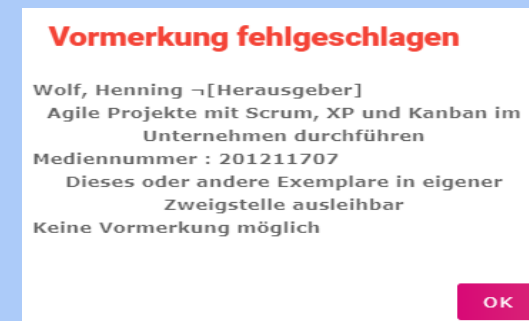 Vormerkung fehlgeschlagen
Wolf, Henning ¬[Herausgeber]
Agile Projekte mit Scrum, XP und Kanban im
Unternehmen durchführen
Mediennummer : 201211707
Dieses oder andere Exemplare in eigener
Zweigstelle ausleihbar
Keine Vormerkung möglich
OK